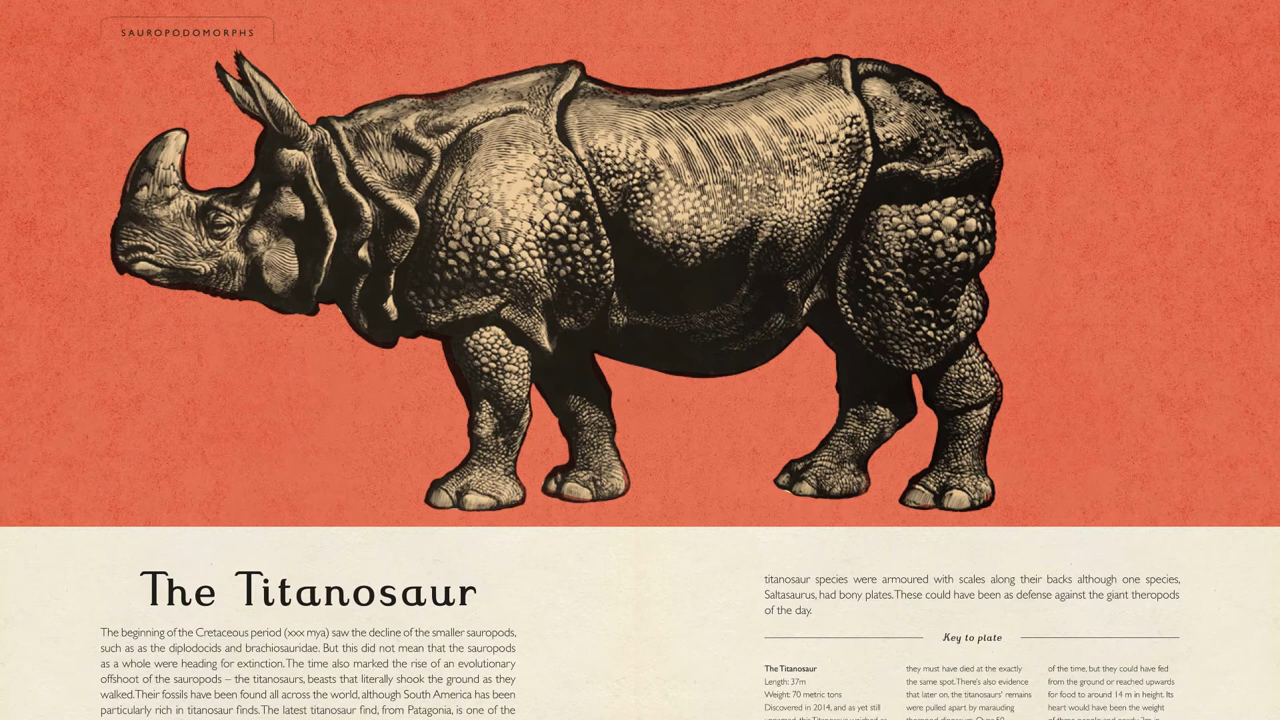 SAUROPODOMORPHS
The Titanosaur
The beginning of the Cretaceous period (xxx mya) saw the decline of the smaller sauropods,
such as as the diplodocids and brachiosauridae. But this did not mean that the sauropods
as a whole were heading for extinction. The time also marked the rise of an evolutionary
offshoot of the sauropods – the titanosaurs, beasts that literally shook the ground as they
walked. Their fossils have been found all across the world, although South America has been
particularly rich in titanosaur finds. The latest titanosaur find, from Patagonia, is one of the
titanosaur species were armoured with scales along their backs although one species,
Saltasaurus, had bony plates. These could have been as defense against the giant theropods
of the day.
Key to plate
The Titanosaur
Length: 37m
Weight: 70 metric tons
Discovered in 2014, and as yet still
they must have died at the exactly
the same spot. There's also evidence
that later on, the titanosaurs' remains
were pulled apart by marauding
of the time, but they could have fed
from the ground or reached upwards
for food to around 14 m in height. Its
heart would have been the weight